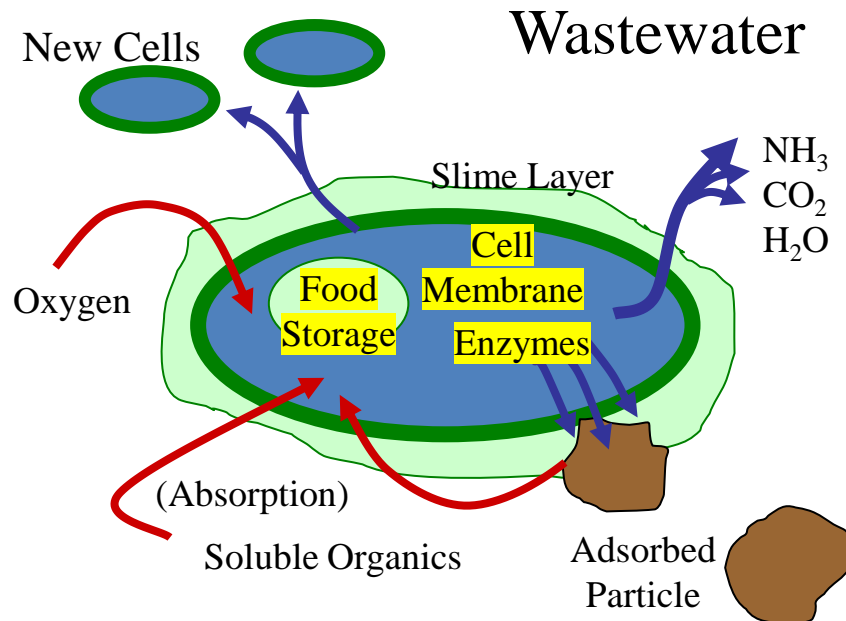 Wastewater
New Cells
NH₃
CO₂
H₂O
Slime Layer
Cell
Membrane
Food
Storage
Enzymes
Oxygen
(Absorption)
Soluble Organics
Adsorbed
Particle